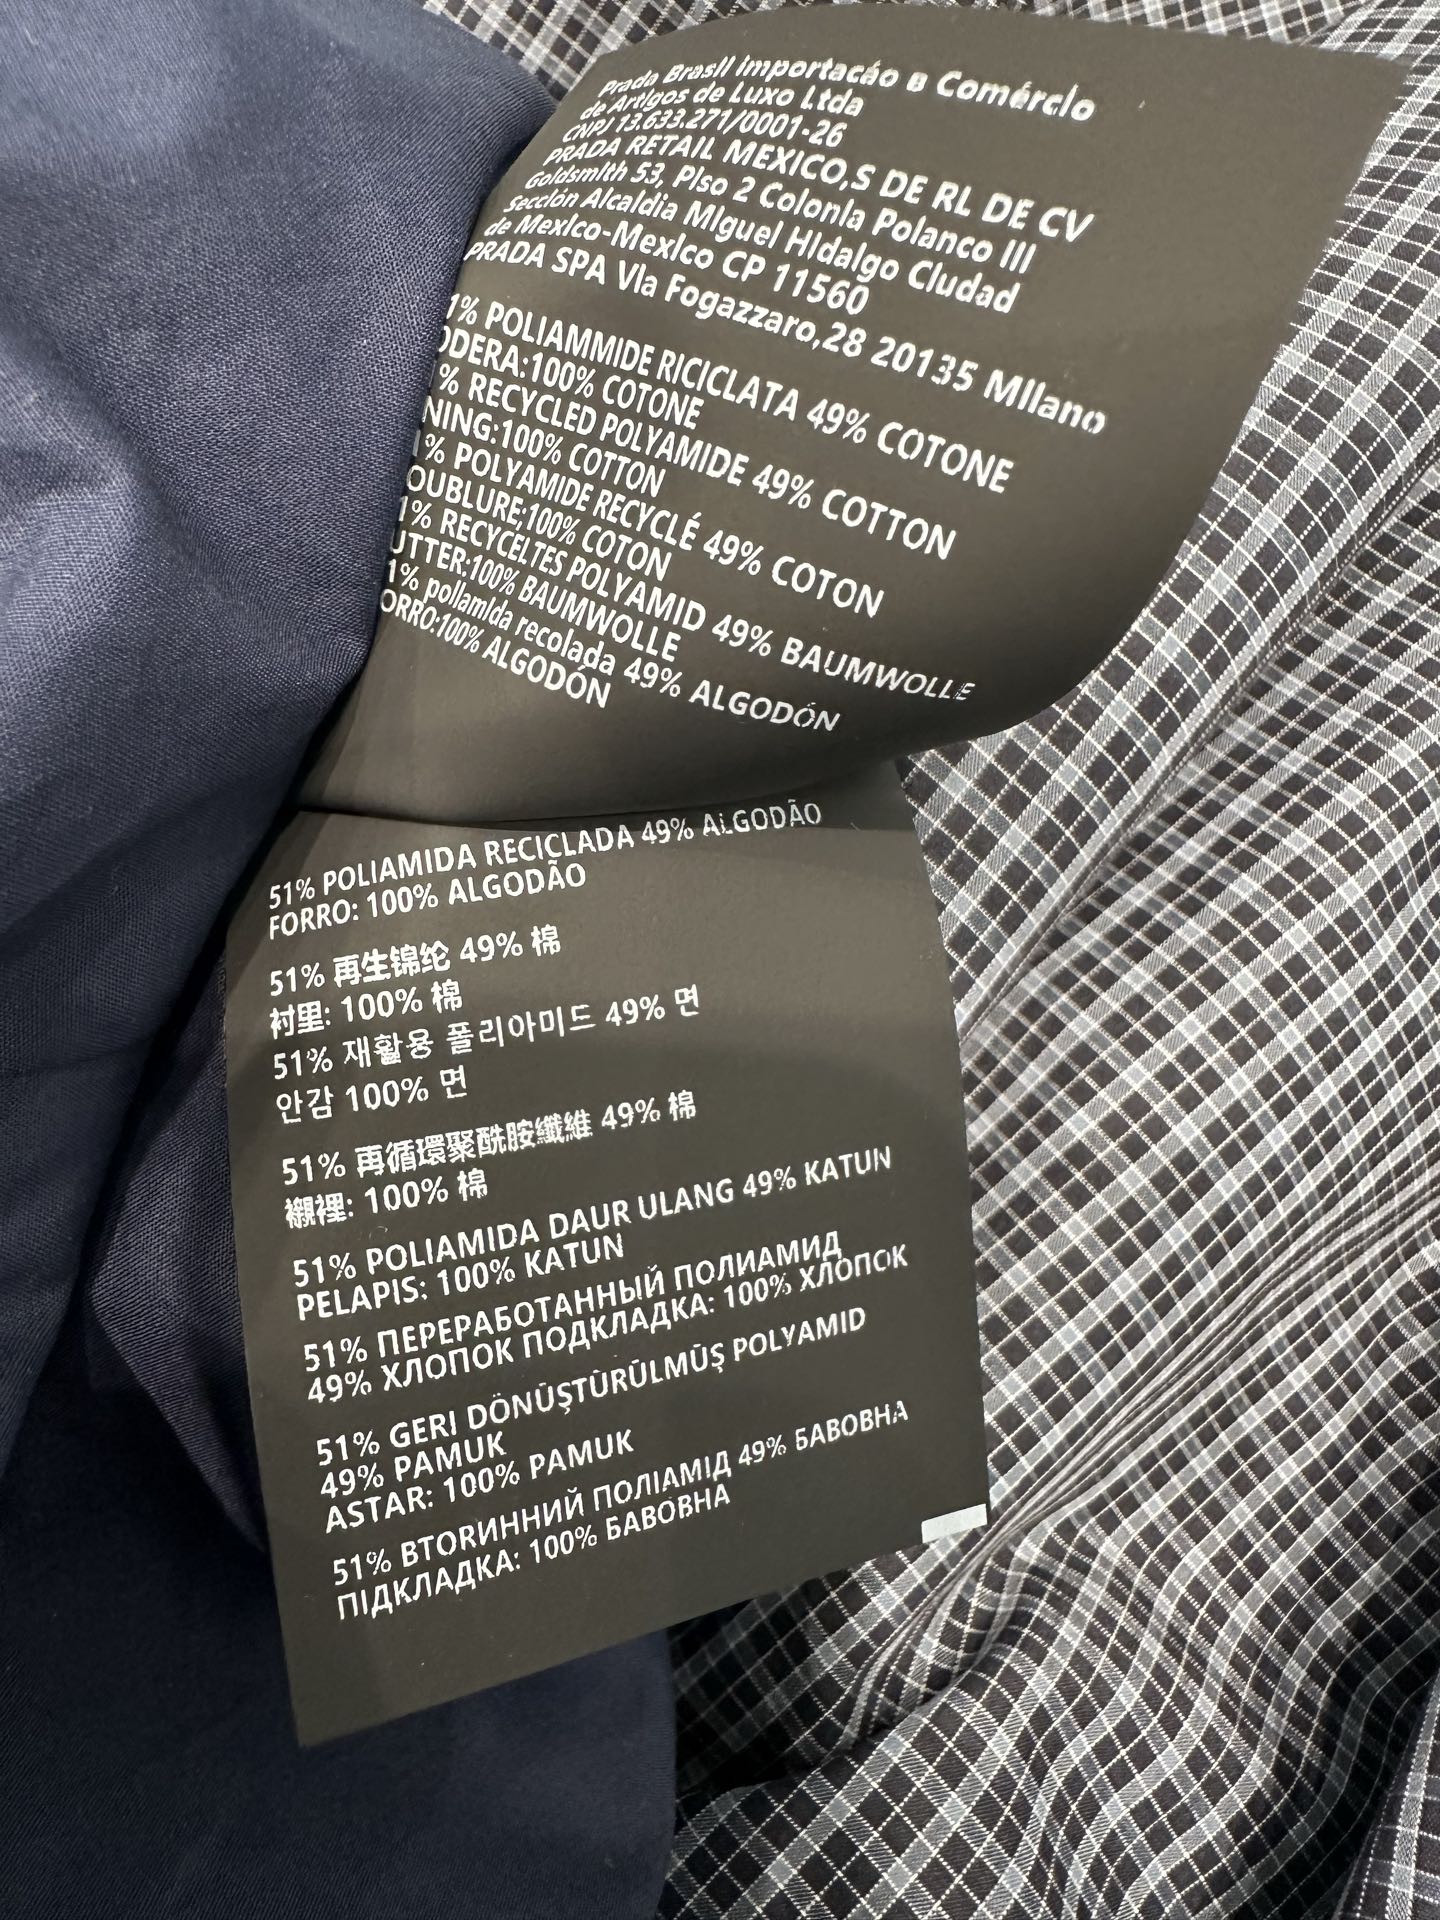 Prada Brasil Importacáo e Comércio
de Artigos de Luxo Ltda
CNPJ 13.633.271/0001-26
PRADA RETAIL MEXICO,S DE RL DE CV
Goldsmith 53, Piso 2 Colonia Polanco III
Sección Alcaldia Miguel Hidalgo Ciudad
de Mexico-Mexico CP 11560
PRADA SPA Via Fogazzaro,28 20135 Milano
1% POLIAMMIDE RICICLATA 49% COTONE
ODERA:100% COTONE
% RECYCLED POLYAMIDE 49% COTTON
NING:100% COTTON
1% POLYAMIDE RECYCLÉ 49% COTON
OUBLURE:100% COTON
1% RECYCELTES POLYAMID 49% BAUMWOLLE
UTTER:100% BAUMWOLLE
1% poliamida recolada 49% ALGODÓN
ORRO:100% ALGODÓN
51% POLIAMIDA RECICLADA 49% ALGODÃO
FORRO: 100% ALGODÃO
51% 再生锦纶 49% 棉
衬里: 100% 棉
51% 재활용 폴리아미드 49% 면
안감 100% 면
51% 再循環聚酰胺纖維 49% 棉
襯裡: 100% 棉
51% POLIAMIDA DAUR ULANG 49% KATUN
PELAPIS: 100% KATUN
51% ПЕРЕРАБОТАННЫЙ ПОЛИАМИД
49% ХЛОПОК ПОДКЛАДКА: 100% ХЛОПОК
51% GERI DÖNÜŞTÜRÜLMÜŞ POLYAMID
49% PAMUK
ASTAR: 100% PAMUK
51% ВТОRИННИЙ ПОЛІАМІД 49% БАВОВНА
ПІДКЛАДКА: 100% БАВОВНА